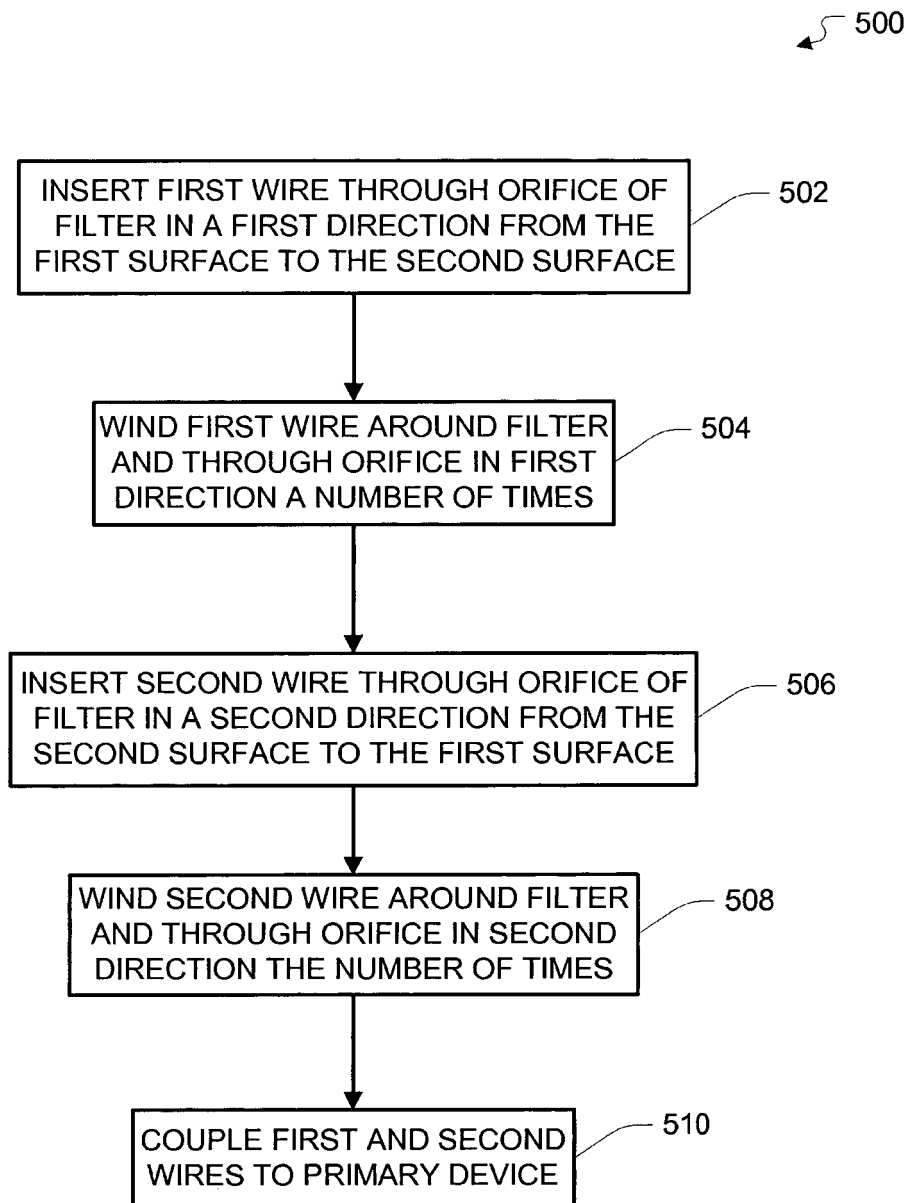 500
INSERT FIRST WIRE THROUGH ORIFICE OF
FILTER IN A FIRST DIRECTION FROM THE
FIRST SURFACE TO THE SECOND SURFACE
502
WIND FIRST WIRE AROUND FILTER
AND THROUGH ORIFICE IN FIRST
DIRECTION A NUMBER OF TIMES
504
INSERT SECOND WIRE THROUGH ORIFICE OF
FILTER IN A SECOND DIRECTION FROM THE
SECOND SURFACE TO THE FIRST SURFACE
506
WIND SECOND WIRE AROUND FILTER
AND THROUGH ORIFICE IN SECOND
DIRECTION THE NUMBER OF TIMES
508
COUPLE FIRST AND SECOND
WIRES TO PRIMARY DEVICE
510